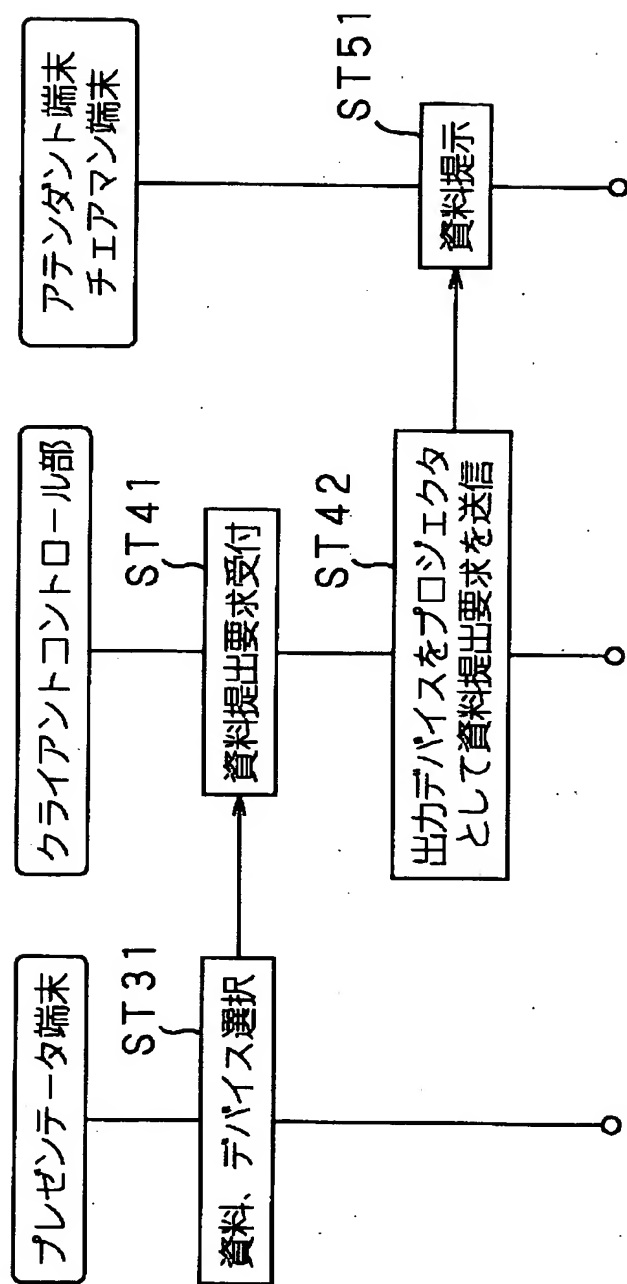 プレゼンテータ端末
クライアントコントロール部
アテンダント端末
チェアマン端末
ST31
資料、デバイス選択
ST41
資料提出要求受付
ST42
出力デバイスをプロジェクタ
として資料提出要求を送信
ST51
資料提示